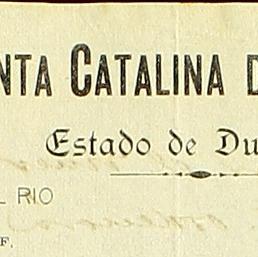 NTA CATALINA D
Estado de Du
L RIO
F.